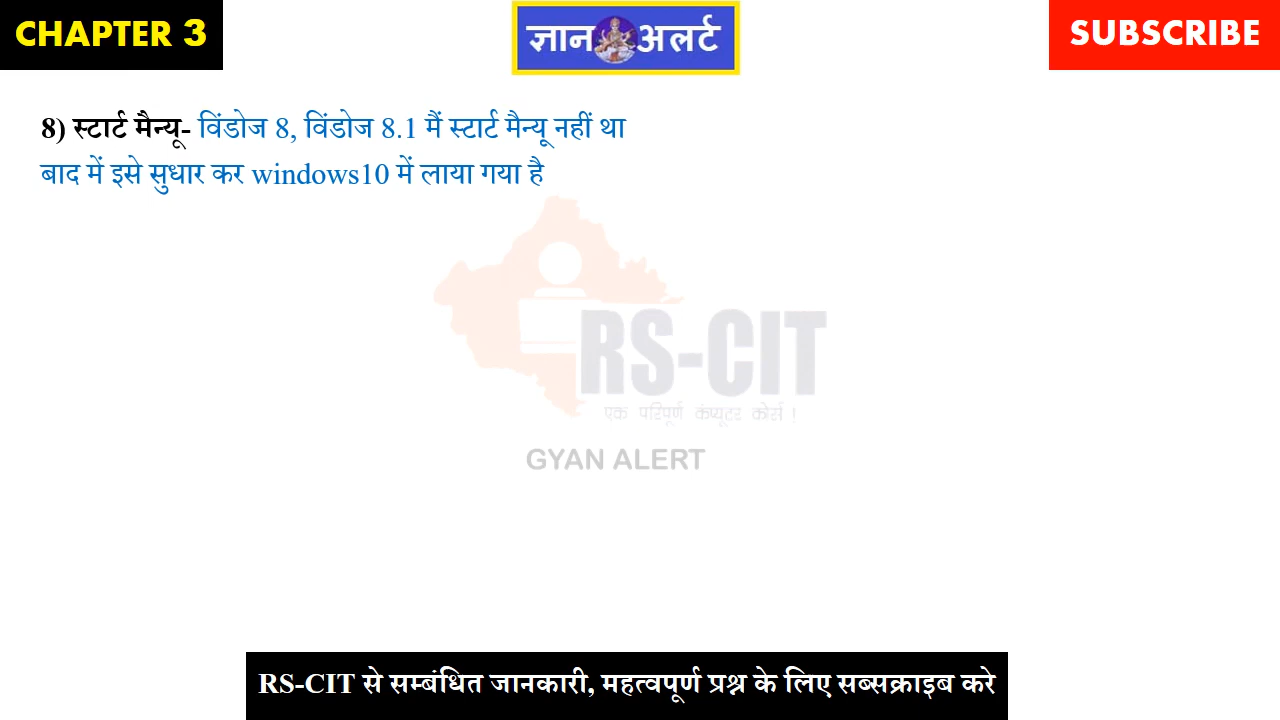 CHAPTER 3
ज्ञान अलर्ट
SUBSCRIBE
8) स्टार्ट मैन्यू- विंडोज 8, विंडोज 8.1 मैं स्टार्ट मैन्यू नहीं था
बाद में इसे सुधार कर windows10 में लाया गया है
RS-CIT
एक परिपूर्ण कंप्यूटर कोर्स !
GYAN ALERT
RS-CIT से सम्बंधित जानकारी, महत्वपूर्ण प्रश्न के लिए सब्सक्राइब करे